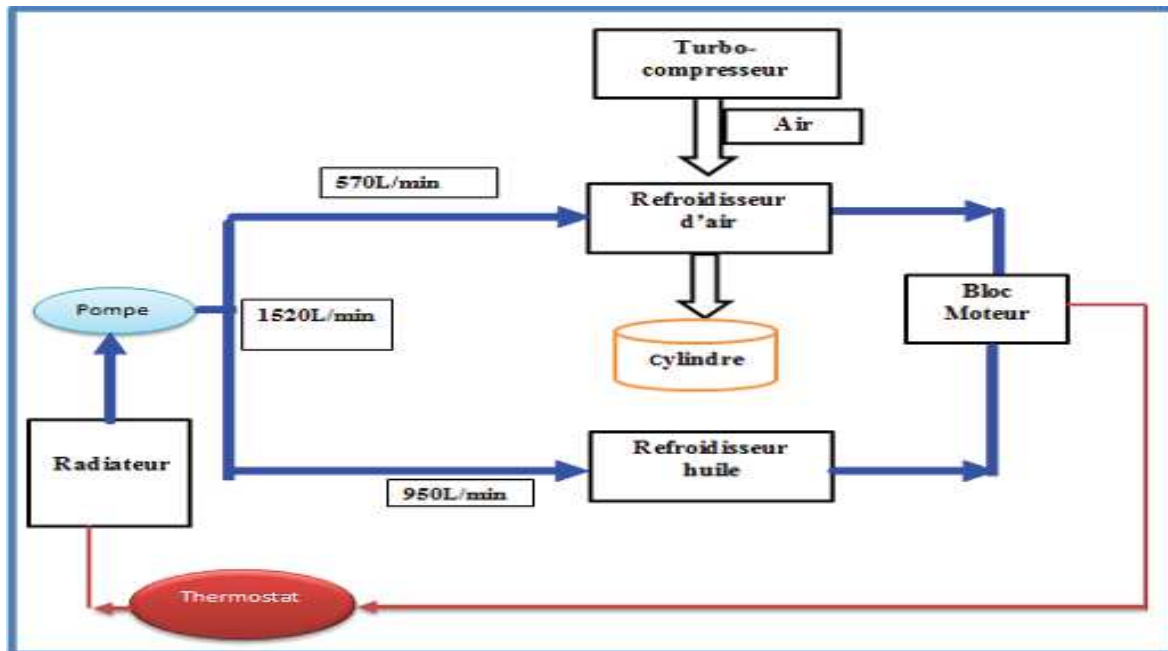 Turbo-
compresseur
Air
570L/min
Refroidisseur
d'air
Pompe
1520L/min
Bloc
Moteur
Cylindre
Radiateur
Refroidisseur
huile
950L/min
Thermostat